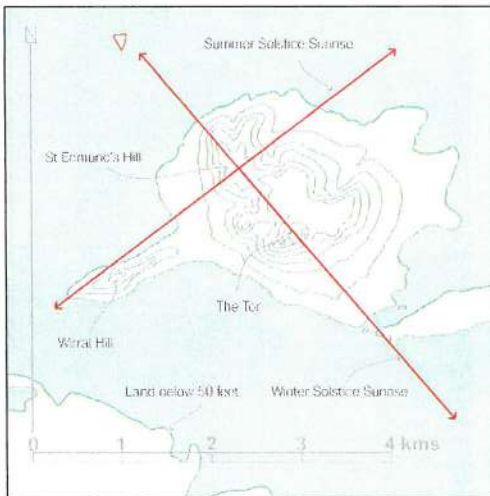 N
Summer Solstice Sunrise
St Edmund's Hill
The Tor
Wirral Hill
Land below 50 feet
Winter Solstice Sunrise
0 1 2 3 4 kms